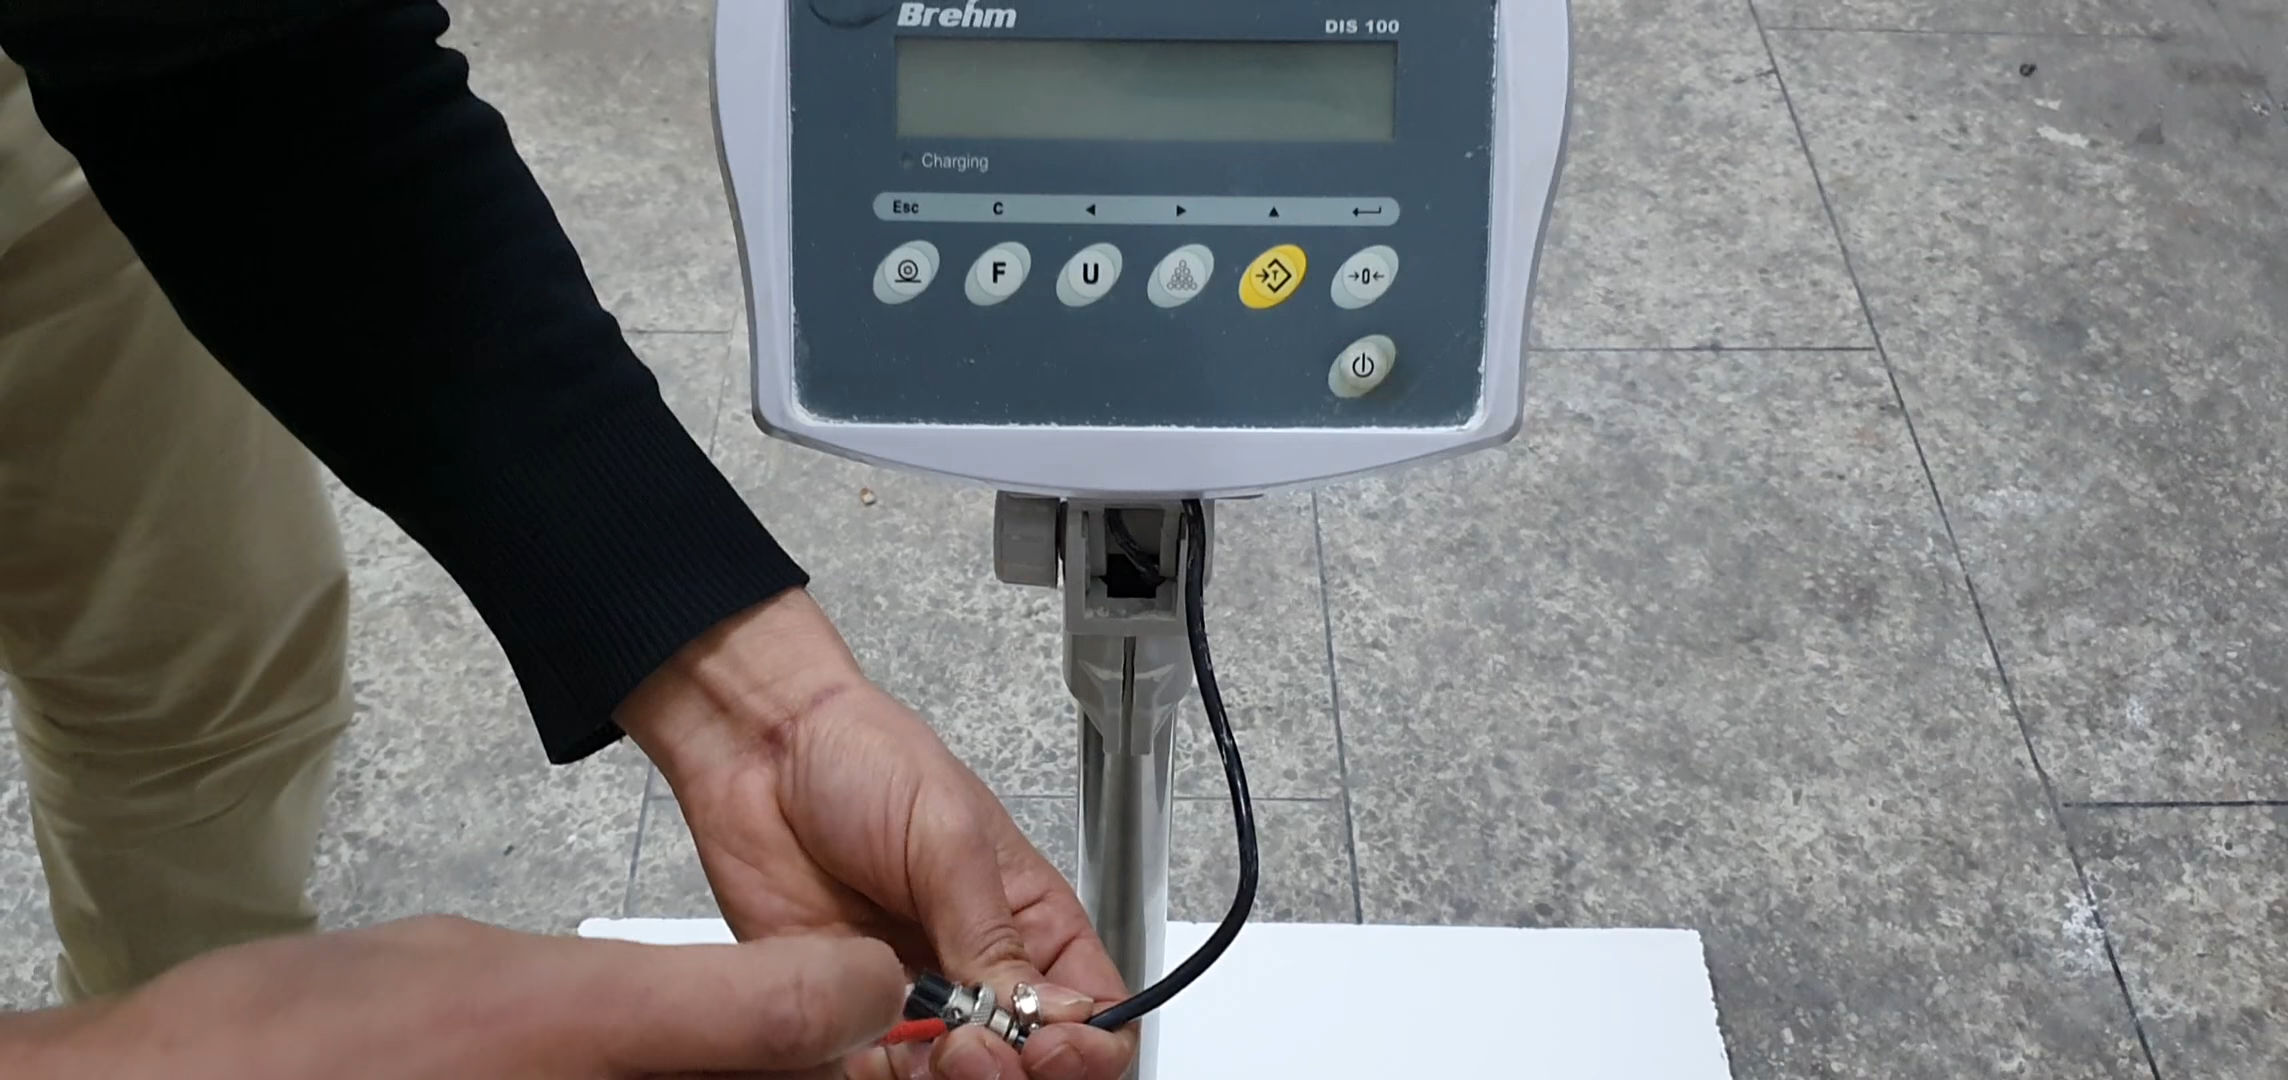 Brehm
DIS 100
Charging
Esc C ◀ ▶ ▲ ↵
F U T →0←